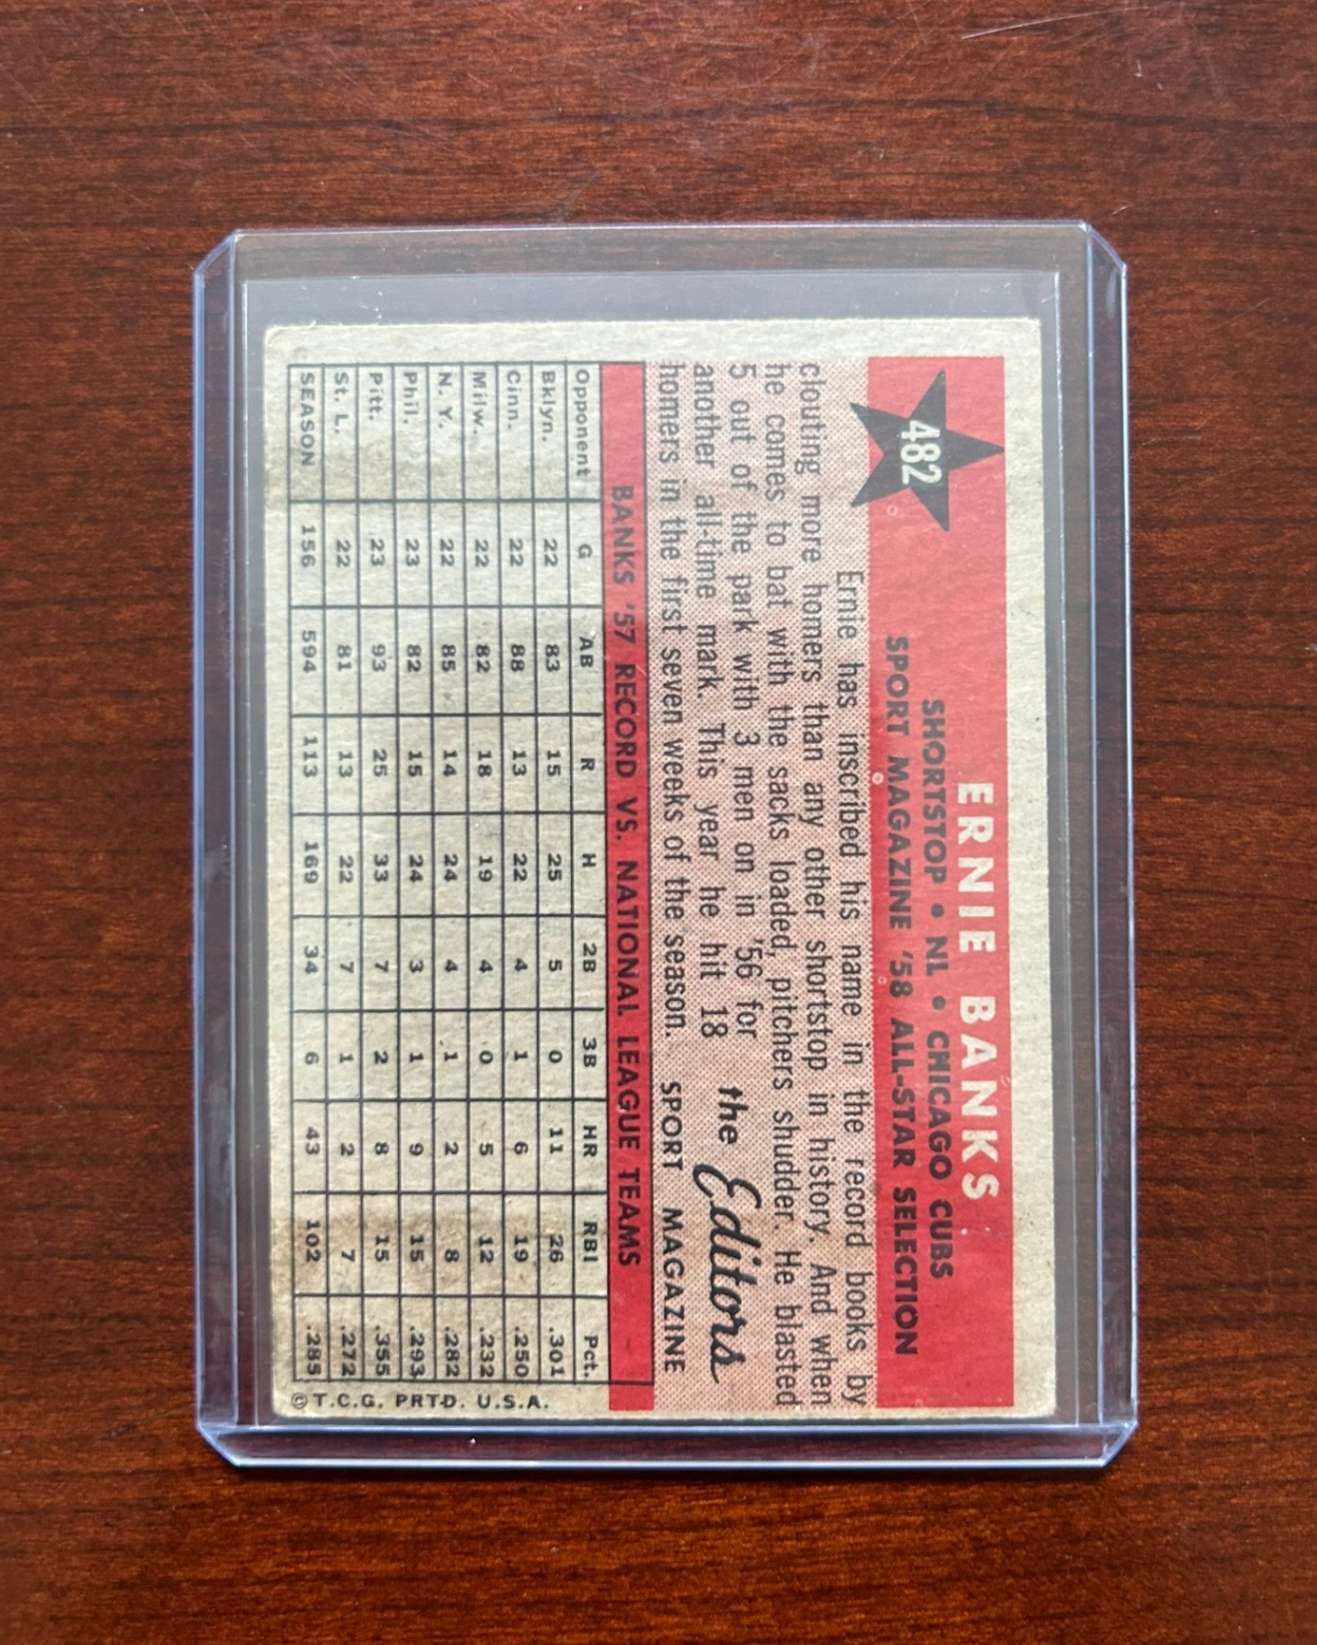 482
ERNIE BANKS
SHORTSTOP • NL • CHICAGO CUBS
SPORT MAGAZINE '58 ALL-STAR SELECTION
Ernie has inscribed his name in the record books by
clouting more homers than any other shortstop in history. And when
he comes to bat with the sacks loaded, pitchers shudder. He blasted
5 out of the park with 3 men on in '56 for
another all-time mark. This year he hit 18
homers in the first seven weeks of the season.
the Editors
SPORT MAGAZINE
BANKS '57 RECORD VS. NATIONAL LEAGUE TEAMS
Opponent G AB R H 2B 3B HR RBI Pct.
Bklyn. 22 83 15 25 5 0 11 26 .301
Cinn. 22 88 13 22 4 1 6 19 .250
Milw. 22 82 18 19 4 0 5 12 .232
N. Y. 22 85 14 24 4 1 2 8 .282
Phil. 23 82 15 24 3 1 9 15 .293
Pitt. 23 93 25 33 7 2 8 15 .355
St. L. 22 81 13 22 7 1 2 7 .272
SEASON 156 594 113 169 34 6 43 102 .285
© T.C.G. PRTD. U.S.A.